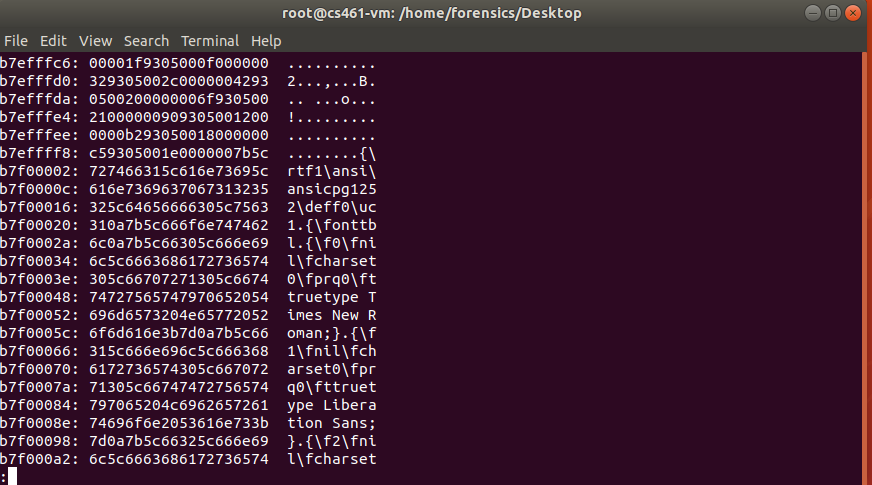 root@cs461-vm: /home/forensics/Desktop
File Edit View Search Terminal Help
b7efffc6: 00001f9305000f000000  ..........
b7efffd0: 329305002c0000004293  2...,...B.
b7efffda: 0500200000006f930500  .. ...o...
b7efffe4: 21000000909305001200  !.........
b7efffee: 0000b293050018000000  ..........
b7effff8: c59305001e0000007b5c  ........{\
b7f00002: 727466315c616e73695c  rtf1\ansi\
b7f0000c: 616e7369637067313235  ansicpg125
b7f00016: 325c64656666305c7563  2\deff0\uc
b7f00020: 310a7b5c666f6e747462  1.{\fonttb
b7f0002a: 6c0a7b5c66305c666e69  l.{\f0\fni
b7f00034: 6c5c6663686172736574  l\fcharset
b7f0003e: 305c66707271305c6674  0\fprq0\ft
b7f00048: 74727565747970652054  truetype T
b7f00052: 696d6573204e65772052  imes New R
b7f0005c: 6f6d616e3b7d0a7b5c66  oman;}.{\f
b7f00066: 315c666e696c5c666368  1\fnil\fch
b7f00070: 6172736574305c667072  arset0\fpr
b7f0007a: 71305c66747472756574  q0\fttruet
b7f00084: 797065204c6962657261  ype Libera
b7f0008e: 74696f6e2053616e733b  tion Sans;
b7f00098: 7d0a7b5c66325c666e69  }.{\f2\fni
b7f000a2: 6c5c6663686172736574  l\fcharset
: